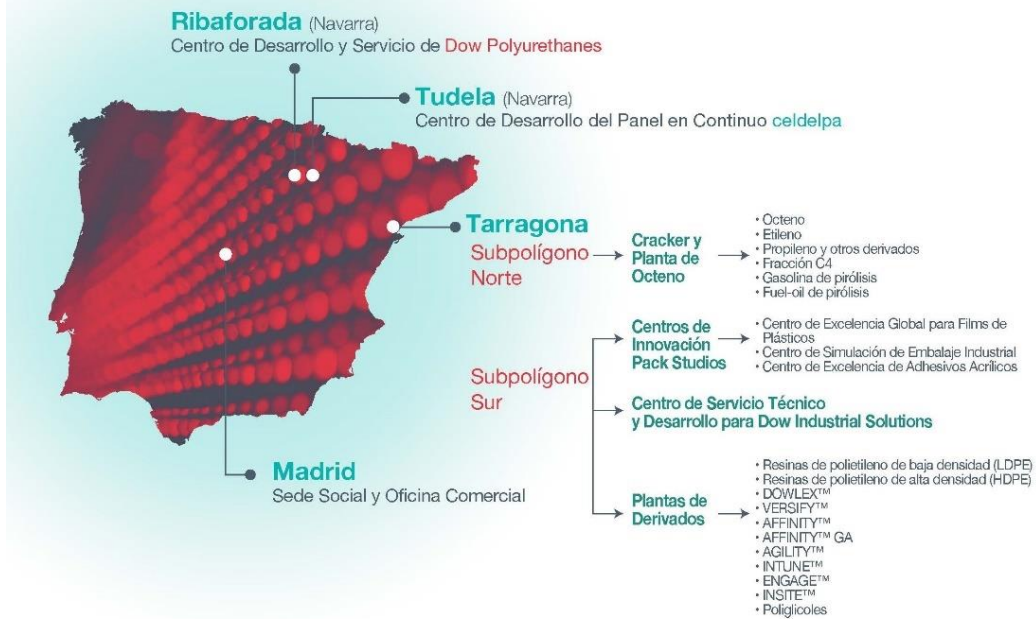 Ribaforada (Navarra)
Centro de Desarrollo y Servicio de Dow Polyurethanes
Tudela (Navarra)
Centro de Desarrollo del Panel en Continuo celdelpa
Tarragona
Subpolígono
Norte
Cracker y
Planta de
Octeno
• Octeno
• Etileno
• Propileno y otros derivados
• Fracción C4
• Gasolina de pirólisis
• Fuel-oil de pirólisis
Subpolígono
Sur
Centros de
Innovación
Pack Studios
• Centro de Excelencia Global para Films de
Plásticos
• Centro de Simulación de Embalaje Industrial
• Centro de Excelencia de Adhesivos Acrílicos
Centro de Servicio Técnico
y Desarrollo para Dow Industrial Solutions
Plantas de
Derivados
• Resinas de polietileno de baja densidad (LDPE)
• Resinas de polietileno de alta densidad (HDPE)
• DOWLEX™
• VERSIFY™
• AFFINITY™
• AFFINITY™ GA
• AGILITY™
• INTUNE™
• ENGAGE™
• INSITE™
• Poliglicoles
Madrid
Sede Social y Oficina Comercial